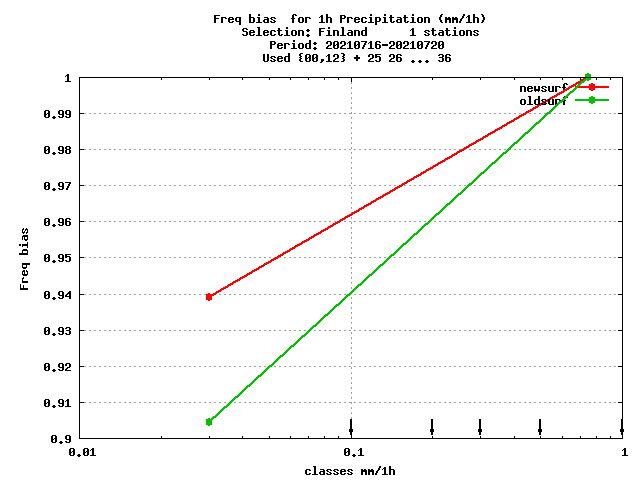 Freq bias  for 1h Precipitation (mm/1h)
Selection: Finland      1 stations
Period: 20210716-20210720
Used {00,12} + 25 26 ... 36
newsurf
oldsurf
1
0.99
0.98
0.97
0.96
0.95
0.94
0.93
0.92
0.91
0.9
Freq bias
0.01
0.1
1
classes mm/1h